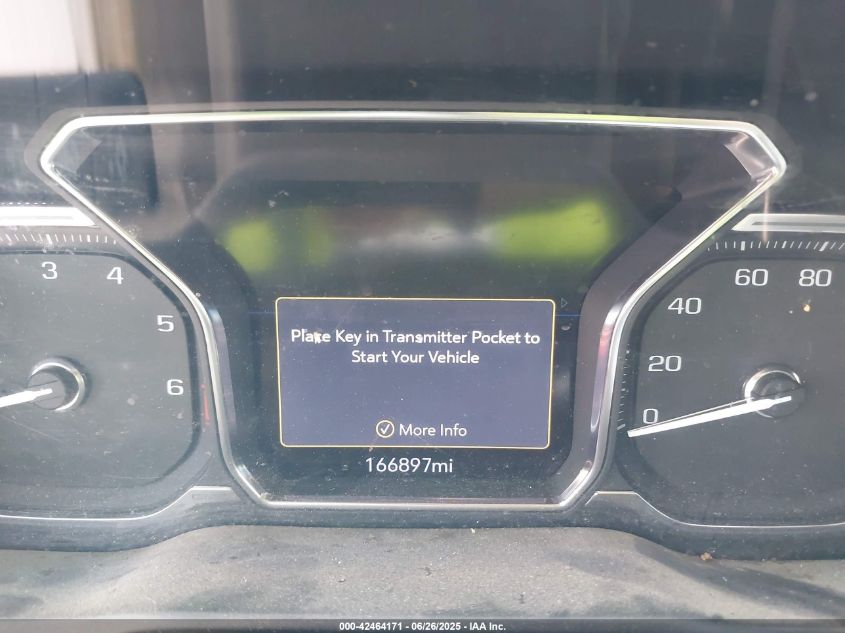 3 4 5 6
Place Key in Transmitter Pocket to
Start Your Vehicle
More Info
166897mi
0 20 40 60 80
000-42464171 - 06/26/2025 - IAA Inc.